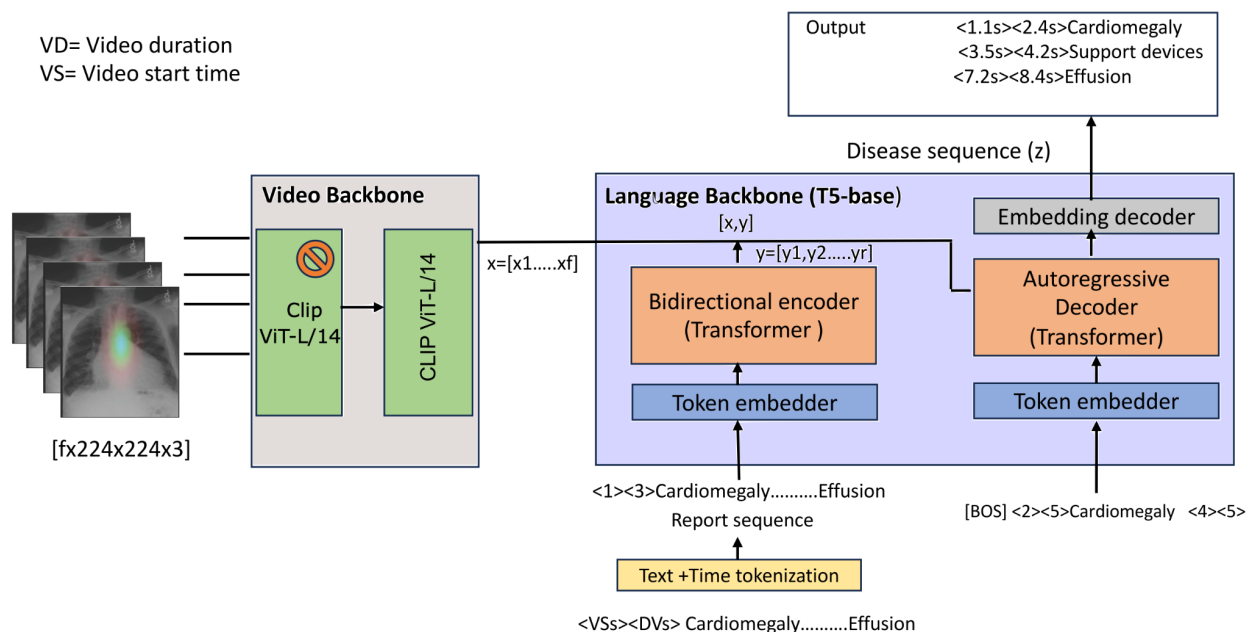 VD= Video duration
VS= Video start time
Output
<1.1s><2.4s>Cardiomegaly
<3.5s><4.2s>Support devices
<7.2s><8.4s>Effusion
Disease sequence (z)
Video Backbone
Clip
ViT-L/14
CLIP ViT-L/14
[fx224x224x3]
x=[x1.....xf]
Language Backbone (T5-base)
[x,y]
y=[y1,y2.....yr]
Bidirectional encoder
(Transformer )
Token embedder
Embedding decoder
Autoregressive
Decoder
(Transformer)
Token embedder
<1><3>Cardiomegaly..........Effusion
Report sequence
[BOS] <2><5>Cardiomegaly <4><5>
Text +Time tokenization
<VSs><DVs> Cardiomegaly..........Effusion